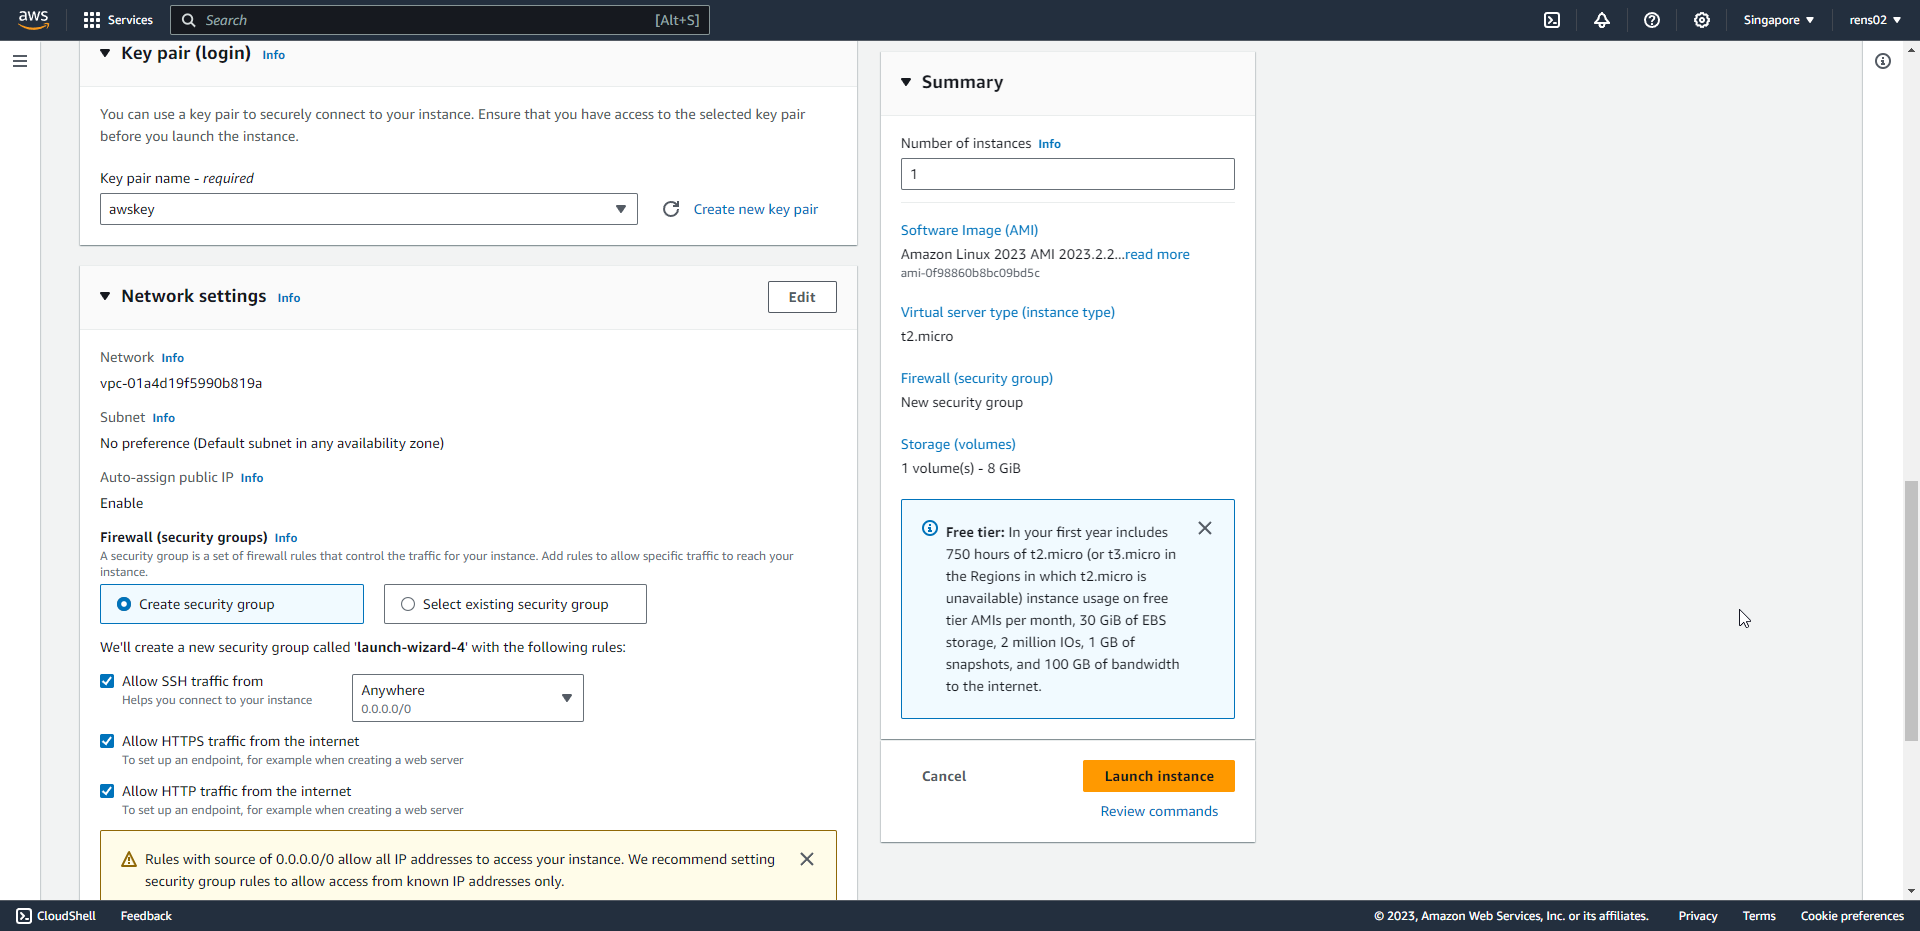 aws
Services
Search
[Alt+S]
Singapore
rens02
Key pair (login) Info
You can use a key pair to securely connect to your instance. Ensure that you have access to the selected key pair
before you launch the instance.
Key pair name - required
awskey
Create new key pair
Network settings Info
Edit
Network Info
vpc-01a4d19f5990b819a
Subnet Info
No preference (Default subnet in any availability zone)
Auto-assign public IP Info
Enable
Firewall (security groups) Info
A security group is a set of firewall rules that control the traffic for your instance. Add rules to allow specific traffic to reach your
instance.
Create security group
Select existing security group
We'll create a new security group called 'launch-wizard-4' with the following rules:
Allow SSH traffic from
Helps you connect to your instance
Anywhere
0.0.0.0/0
Allow HTTPS traffic from the internet
To set up an endpoint, for example when creating a web server
Allow HTTP traffic from the internet
To set up an endpoint, for example when creating a web server
Rules with source of 0.0.0.0/0 allow all IP addresses to access your instance. We recommend setting
security group rules to allow access from known IP addresses only.
Summary
Number of instances Info
1
Software Image (AMI)
Amazon Linux 2023 AMI 2023.2.2...read more
ami-0f98860b8bc09bd5c
Virtual server type (instance type)
t2.micro
Firewall (security group)
New security group
Storage (volumes)
1 volume(s) - 8 GiB
Free tier: In your first year includes
750 hours of t2.micro (or t3.micro in
the Regions in which t2.micro is
unavailable) instance usage on free
tier AMIs per month, 30 GiB of EBS
storage, 2 million IOs, 1 GB of
snapshots, and 100 GB of bandwidth
to the internet.
Cancel
Launch instance
Review commands
CloudShell
Feedback
© 2023, Amazon Web Services, Inc. or its affiliates.
Privacy
Terms
Cookie preferences